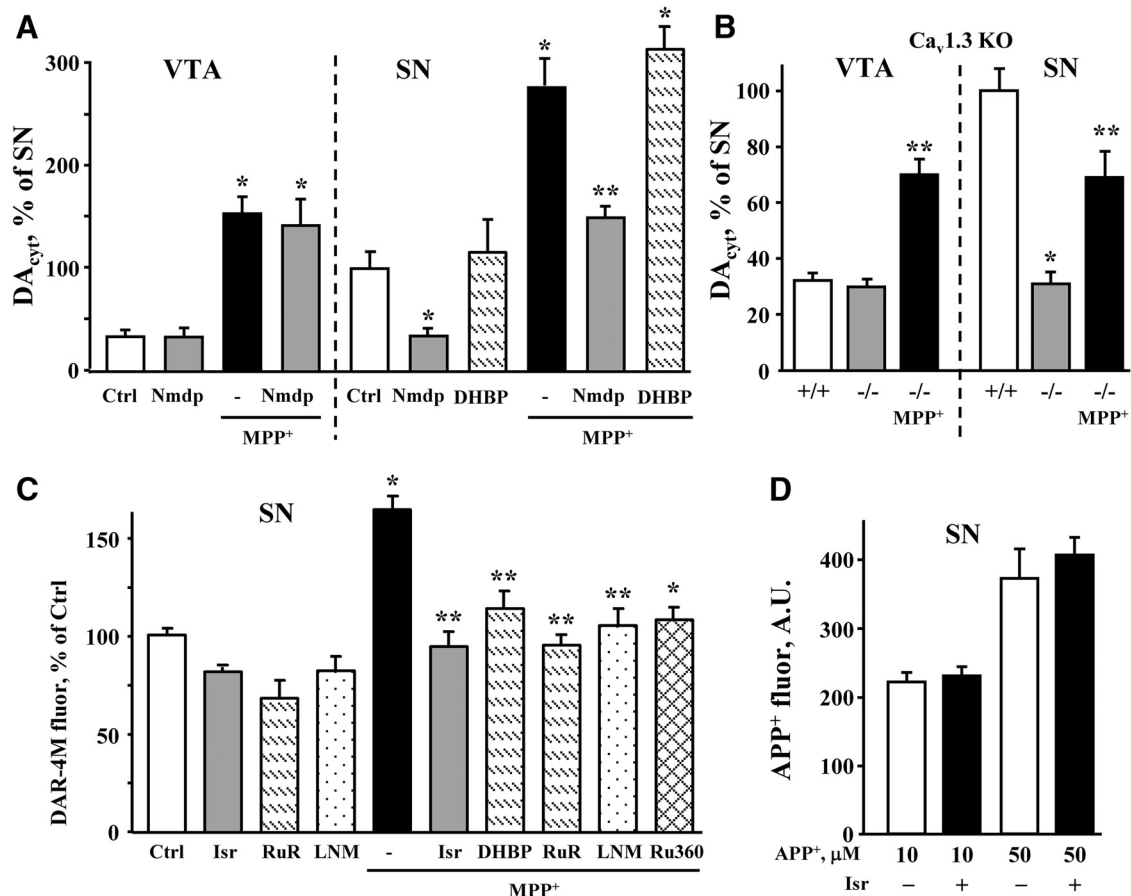 A
VTA
SN
DAcyt, % of SN
300
200
100
0
* * * * ** *
Ctrl Nmdp - Nmdp Ctrl Nmdp DHBP - Nmdp DHBP
MPP+ MPP+
B
Cav1.3 KO
VTA SN
DAcyt, % of SN
100
80
60
40
20
0
** * **
+/+ -/- -/- +/+ -/- -/-
MPP+ MPP+
C
SN
DAR-4M fluor, % of Ctrl
150
100
50
0
* ** ** ** ** *
Ctrl Isr RuR LNM - Isr DHBP RuR LNM Ru360
MPP+
D
SN
APP+ fluor, A.U.
400
300
200
100
0
APP+, μM 10 10 50 50
Isr – + – +